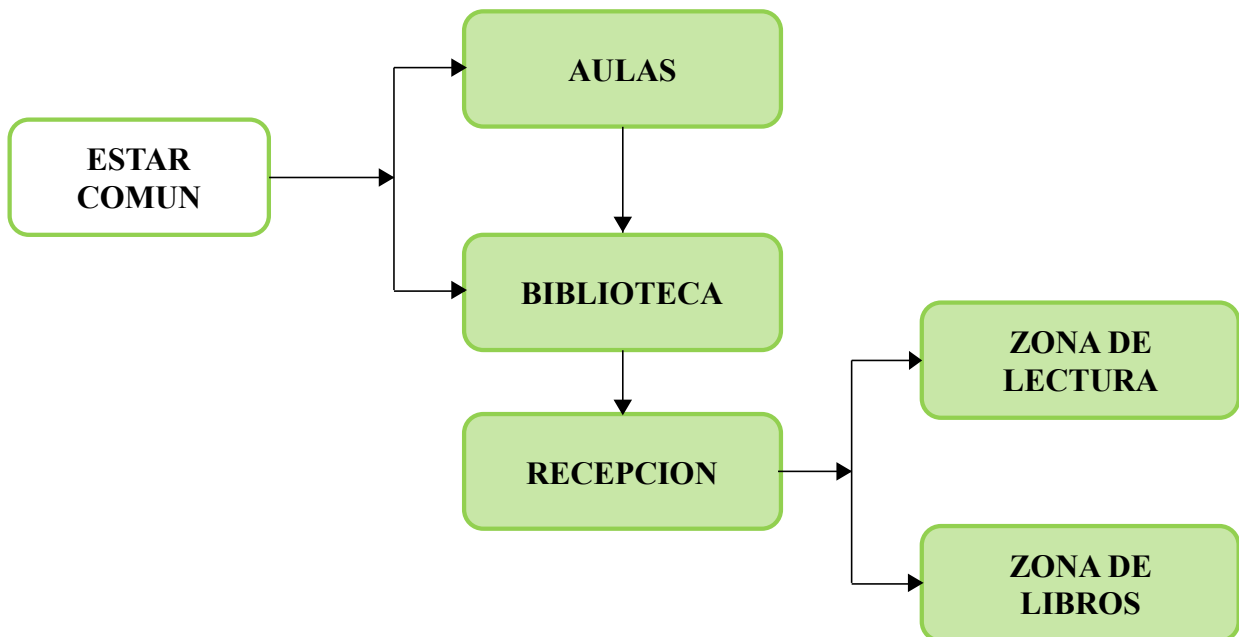 AULAS
ESTAR
COMUN
BIBLIOTECA
ZONA DE
LECTURA
RECEPCION
ZONA DE
LIBROS